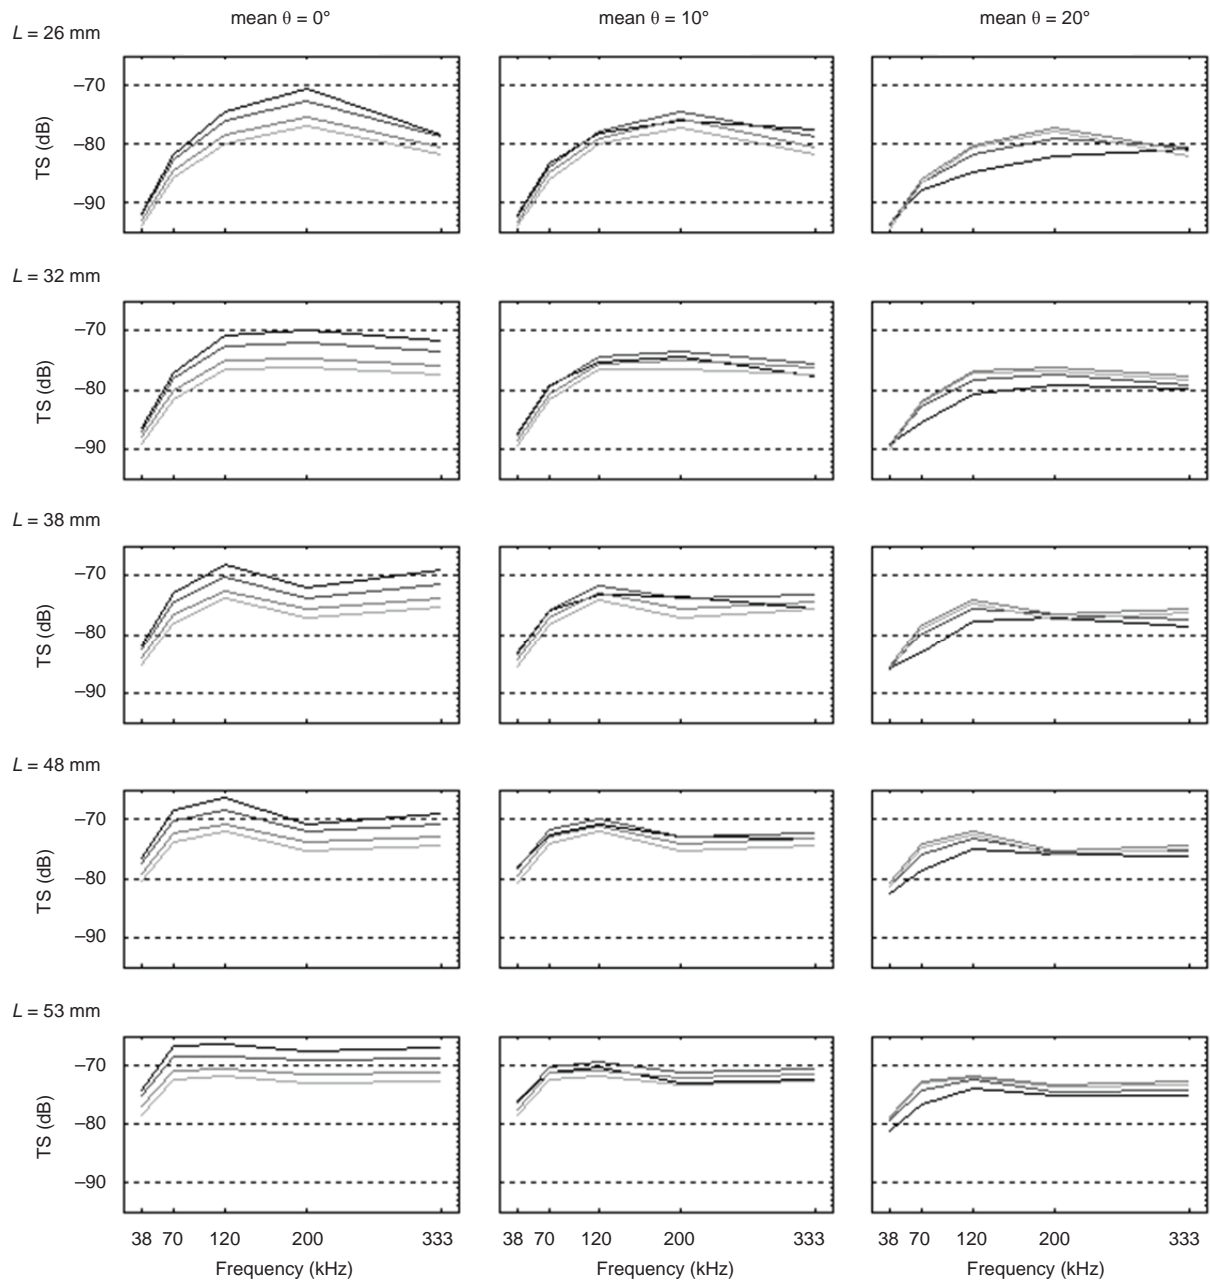 mean θ = 0°
mean θ = 10°
mean θ = 20°
L = 26 mm
–70
–80
–90
TS (dB)
L = 32 mm
–70
–80
–90
TS (dB)
L = 38 mm
–70
–80
–90
TS (dB)
L = 48 mm
–70
–80
–90
TS (dB)
L = 53 mm
–70
–80
–90
TS (dB)
38 70 120 200 333
38 70 120 200 333
38 70 120 200 333
Frequency (kHz)
Frequency (kHz)
Frequency (kHz)